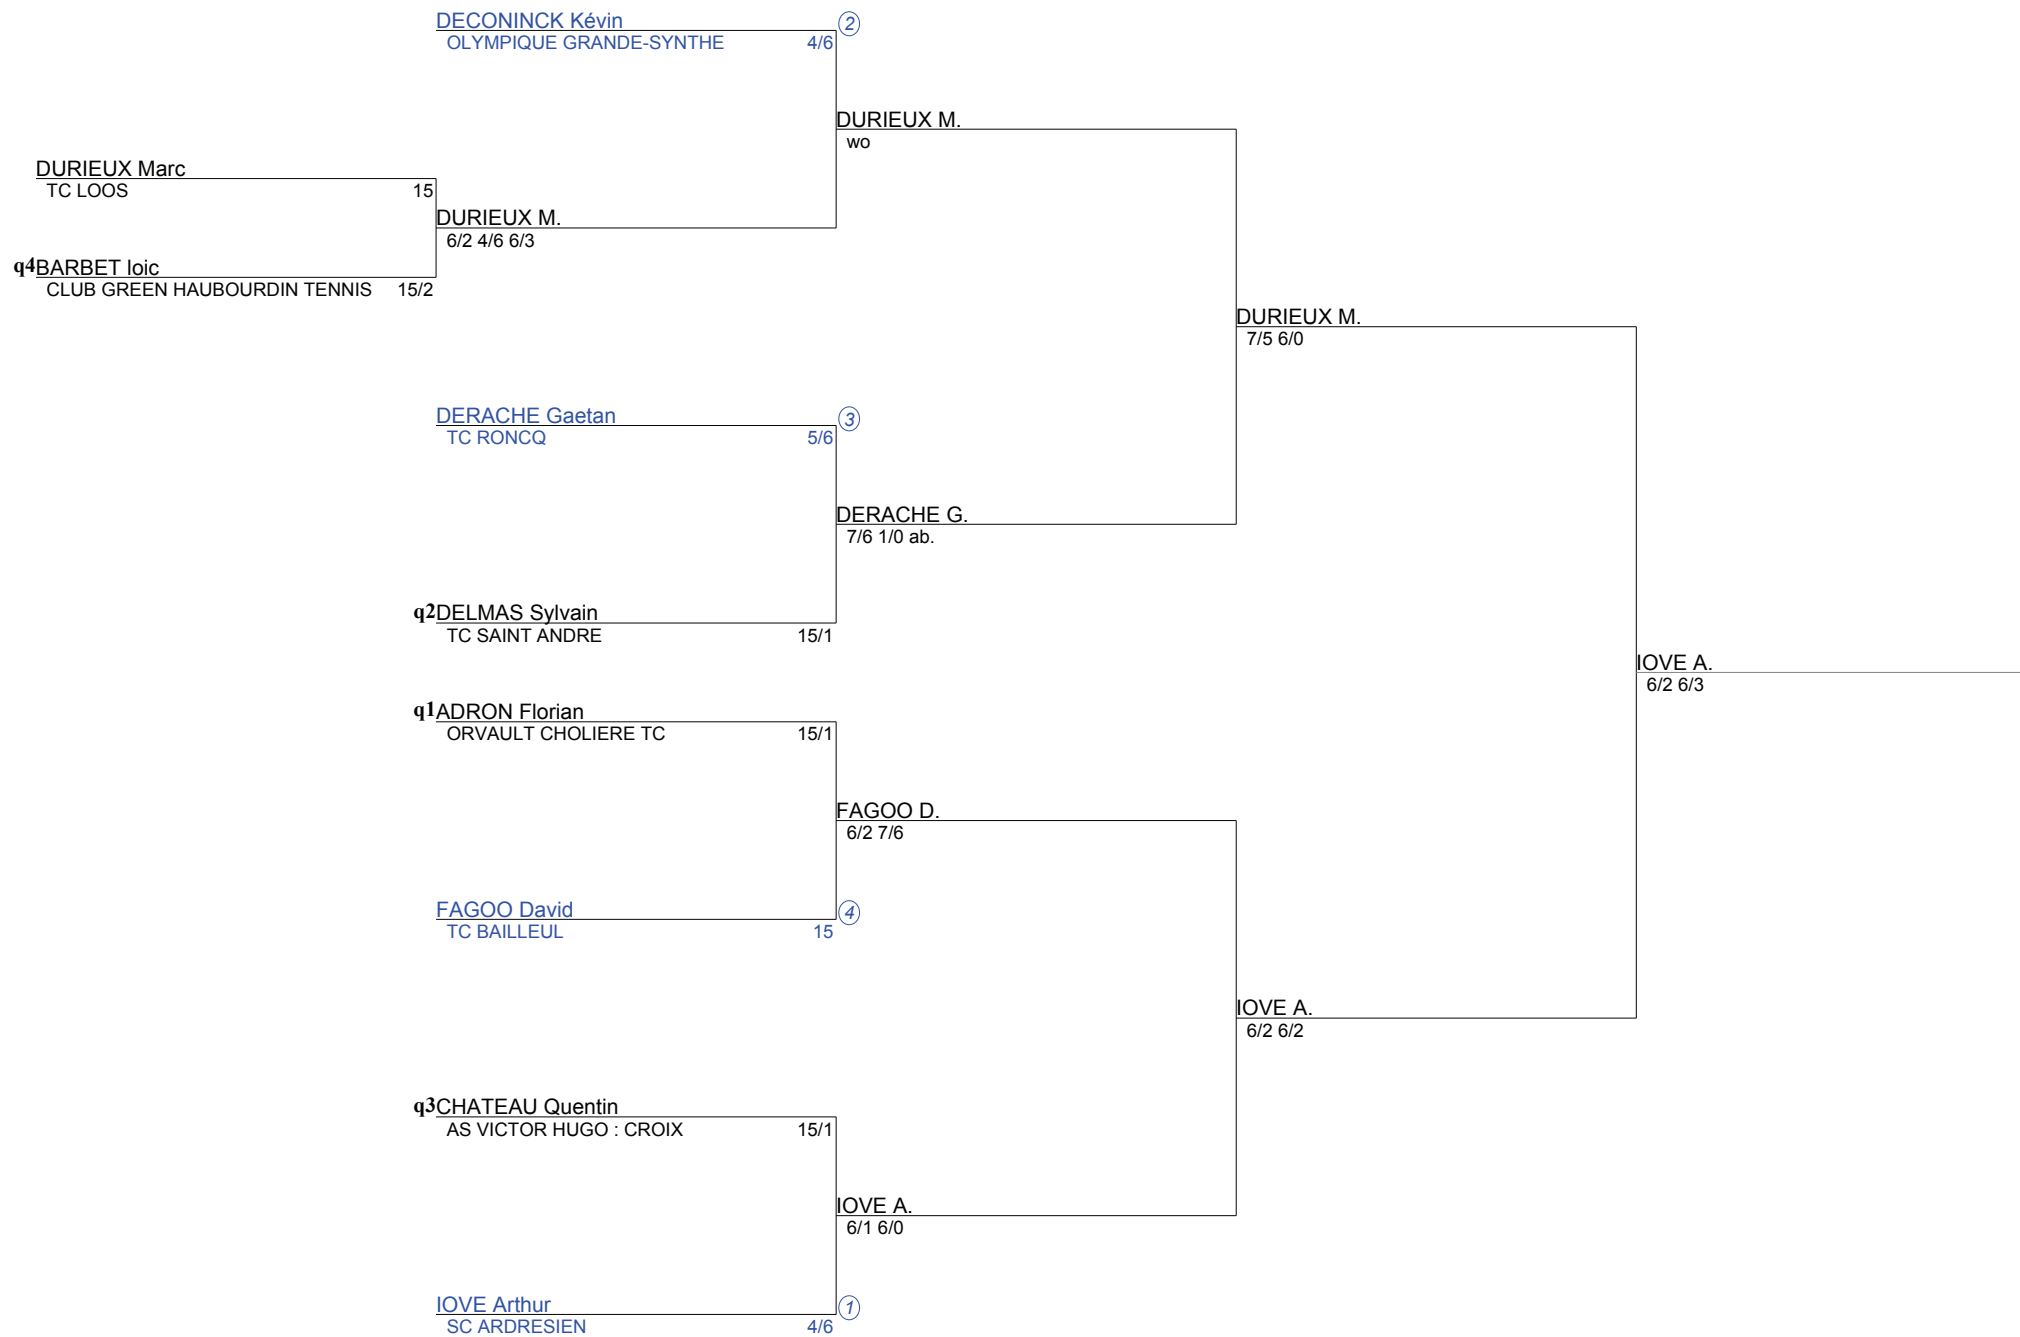 DECONINCK Kévin 2
OLYMPIQUE GRANDE-SYNTHE 4/6
DURIEUX M.
wo
DURIEUX Marc
TC LOOS 15
DURIEUX M.
6/2 4/6 6/3
q4 BARBET loic
CLUB GREEN HAUBOURDIN TENNIS 15/2
DURIEUX M.
7/5 6/0
DERACHE Gaetan 3
TC RONCQ 5/6
DERACHE G.
7/6 1/0 ab.
q2 DELMAS Sylvain
TC SAINT ANDRE 15/1
IOVE A.
6/2 6/3
q1 ADRON Florian
ORVAULT CHOLIERE TC 15/1
FAGOO D.
6/2 7/6
FAGOO David 4
TC BAILLEUL 15
IOVE A.
6/2 6/2
q3 CHATEAU Quentin
AS VICTOR HUGO : CROIX 15/1
IOVE A.
6/1 6/0
IOVE Arthur 1
SC ARDRESIEN 4/6